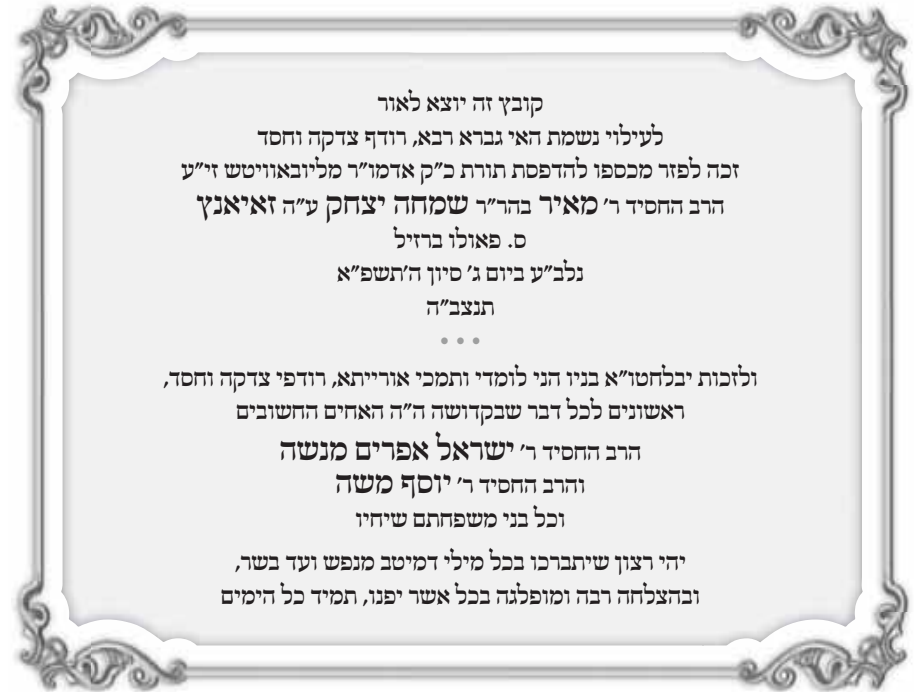 קובץ זה יוצא לאור
לעילוי נשמת האי גברא רבא, רודף צדקה וחסד
זכה לפזר מכספו להדפסת תורת כ״ק אדמו״ר מליובאוויטש זי״ע
הרב החסיד ר׳ מאיר בהר״ר שמחה יצחק ע״ה זאיאנץ
ס. פאולו ברזיל
נלב״ע ביום ג׳ סיון ה׳תשפ״א
תנצב״ה
• • •
ולזכות יבלחטו״א בניו הני לומדי ותמכי אורייתא, רודפי צדקה וחסד,
ראשונים לכל דבר שבקדושה ה״ה האחים החשובים
הרב החסיד ר׳ ישראל אפרים מנשה
והרב החסיד ר׳ יוסף משה
וכל בני משפחתם שיחיו
יהי רצון שיתברכו בכל מילי דמיטב מנפש ועד בשר,
ובהצלחה רבה ומופלגה בכל אשר יפנו, תמיד כל הימים